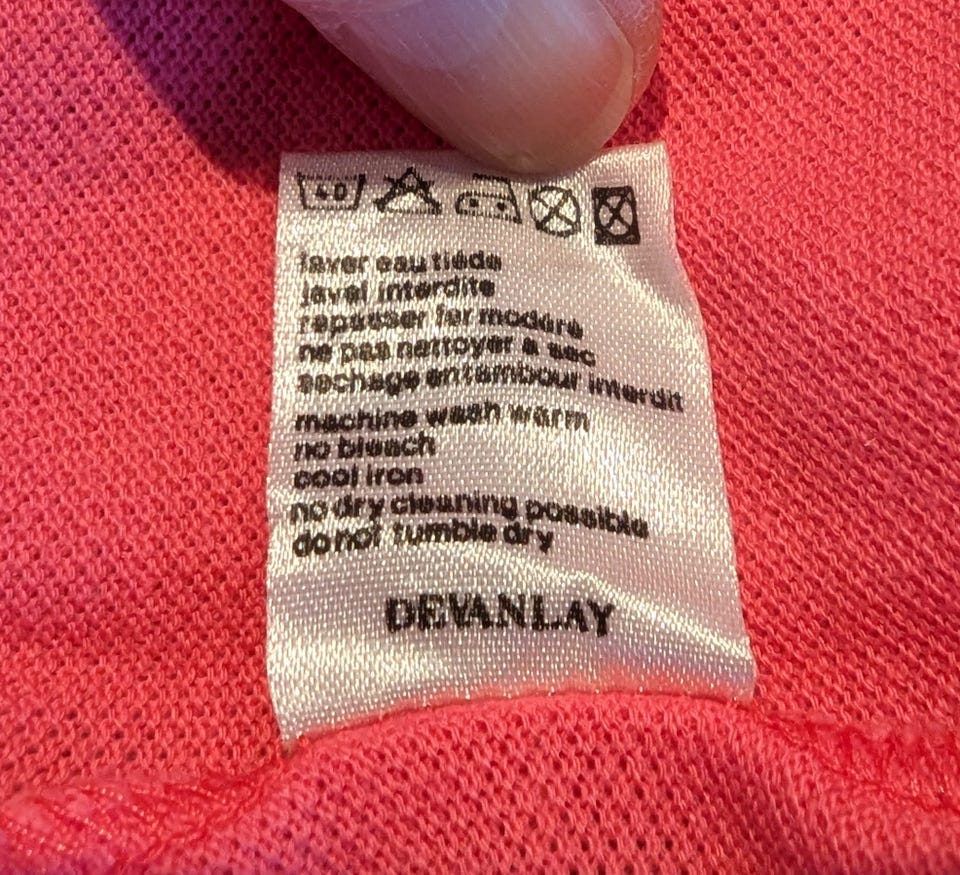 40
laver eau tiède
javel interdite
repasser fer modéré
ne pas nettoyer à sec
sechage en tambour interdit
machine wash warm
no bleach
cool iron
no dry cleaning possible
do not tumble dry
DEVANLAY